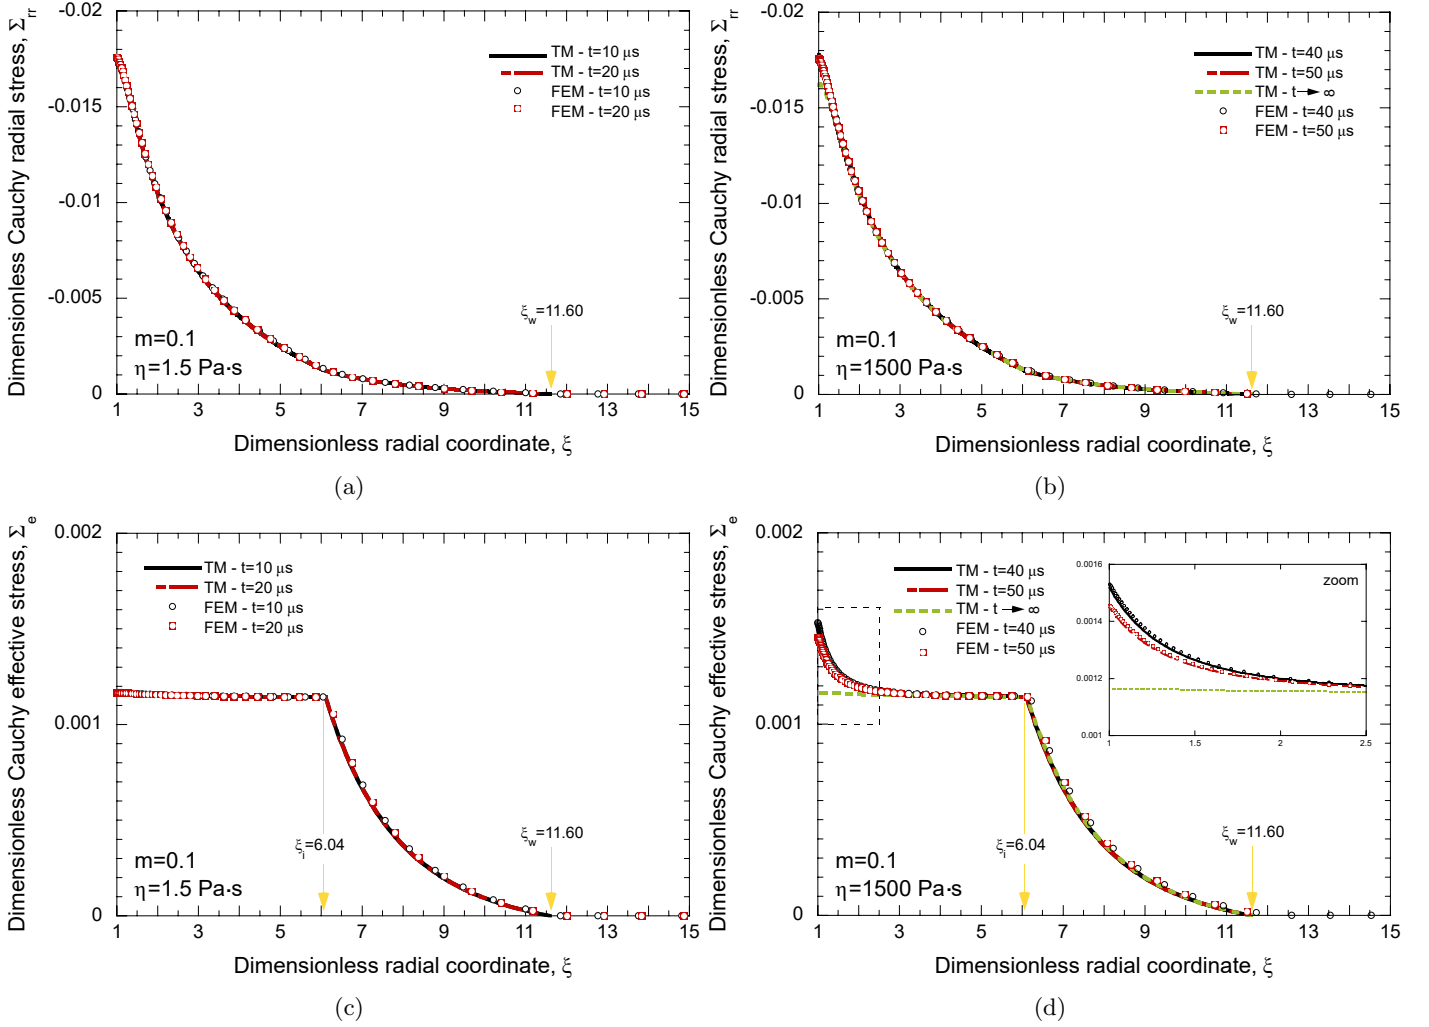 Dimensionless Cauchy radial stress, Σrr
-0.02
-0.015
-0.01
-0.005
0
1 3 5 7 9 11 13 15
Dimensionless radial coordinate, ξ
TM - t=10 μs
TM - t=20 μs
FEM - t=10 μs
FEM - t=20 μs
ξw=11.60
m=0.1
η=1.5 Pa·s
(a)
Dimensionless Cauchy radial stress, Σrr
-0.02
-0.015
-0.01
-0.005
0
1 3 5 7 9 11 13 15
Dimensionless radial coordinate, ξ
TM - t=40 μs
TM - t=50 μs
TM - t→∞
FEM - t=40 μs
FEM - t=50 μs
ξw=11.60
m=0.1
η=1500 Pa·s
(b)
Dimensionless Cauchy effective stress, Σe
0.002
0.001
0
1 3 5 7 9 11 13 15
Dimensionless radial coordinate, ξ
TM - t=10 μs
TM - t=20 μs
FEM - t=10 μs
FEM - t=20 μs
ξi=6.04
ξw=11.60
m=0.1
η=1.5 Pa·s
(c)
Dimensionless Cauchy effective stress, Σe
0.002
0.001
0
1 3 5 7 9 11 13 15
Dimensionless radial coordinate, ξ
TM - t=40 μs
TM - t=50 μs
TM - t→∞
FEM - t=40 μs
FEM - t=50 μs
zoom
0.0016
0.0014
0.0012
0.001
1 1.5 2 2.5
ξi=6.04
ξw=11.60
m=0.1
η=1500 Pa·s
(d)